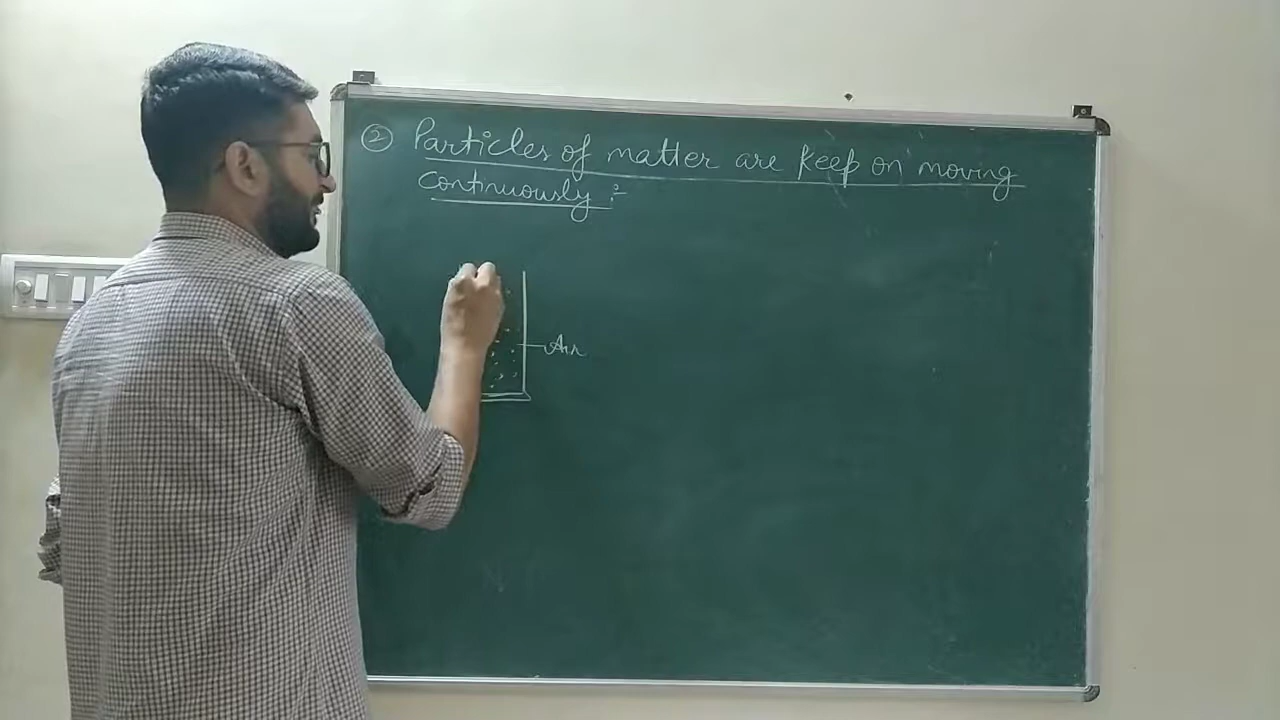 ② Particles of matter are keep on moving
continuously :-
Air